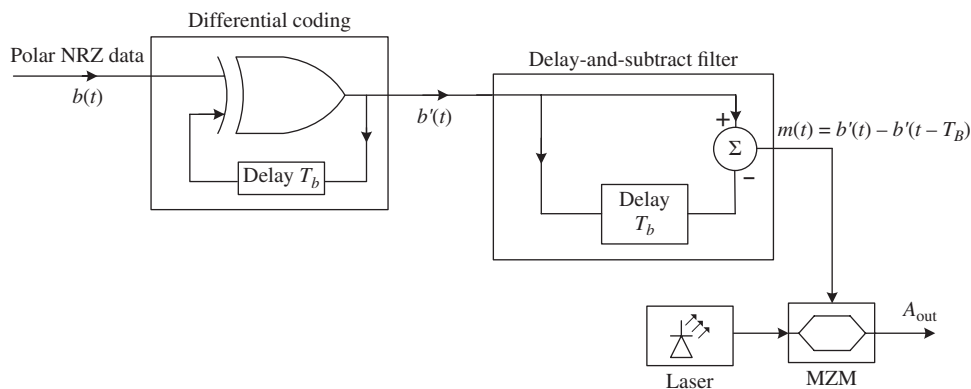 Differential coding
Polar NRZ data
b(t)
Delay T_b
b′(t)
Delay-and-subtract filter
+
Σ
−
m(t) = b′(t) − b′(t − T_B)
Delay
T_b
Laser
MZM
A_out